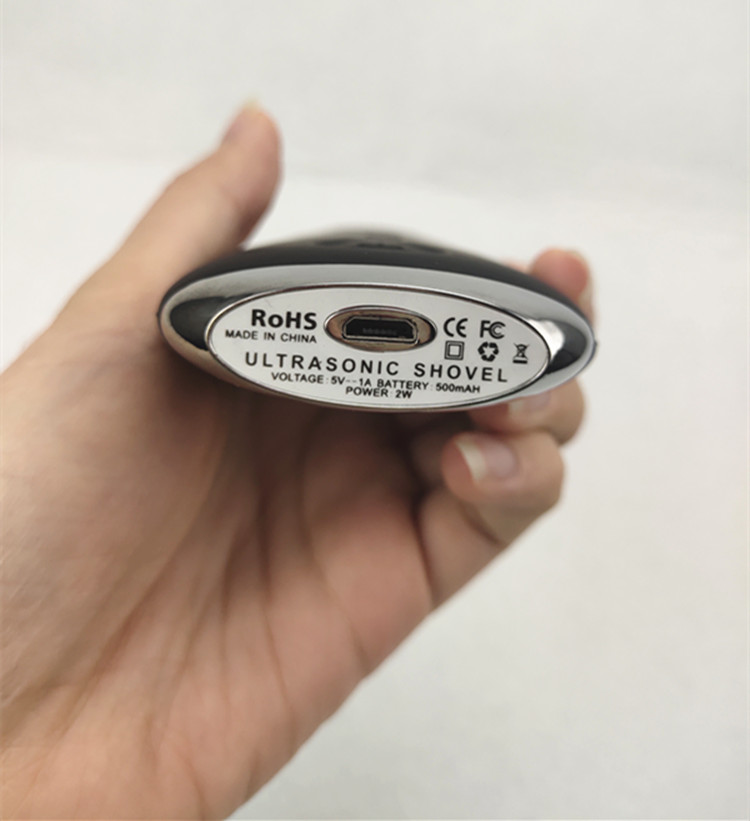 RoHS
MADE IN CHINA
CE FC
ULTRASONIC SHOVEL
VOLTAGE: 5V--1A BATTERY: 500mAH
POWER: 2W